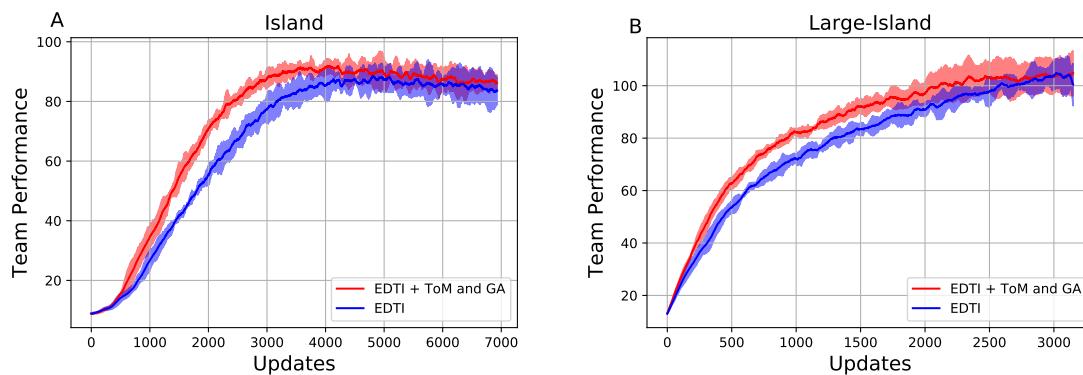 A
Island
Team Performance
100
80
60
40
20
0 1000 2000 3000 4000 5000 6000 7000
Updates
EDTI + ToM and GA
EDTI
B
Large-Island
Team Performance
100
80
60
40
20
0 500 1000 1500 2000 2500 3000
Updates
EDTI + ToM and GA
EDTI